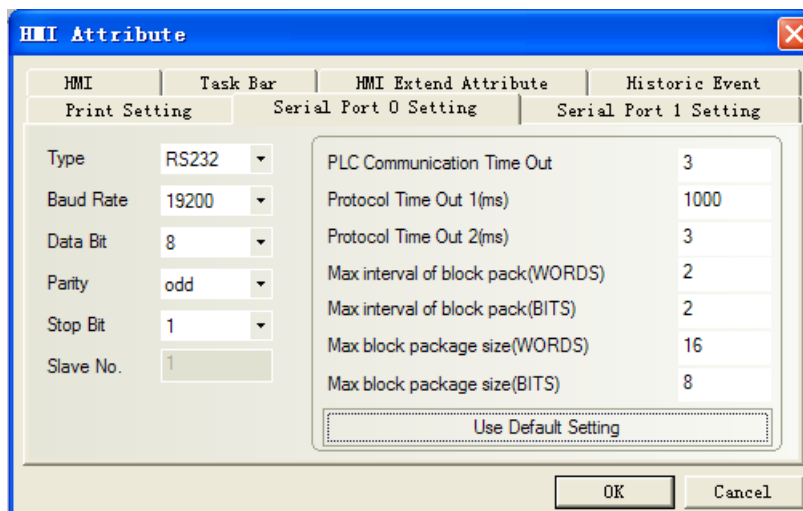 HMI Attribute
HMI Task Bar HMI Extend Attribute Historic Event
Print Setting Serial Port 0 Setting Serial Port 1 Setting
Type RS232
Baud Rate 19200
Data Bit 8
Parity odd
Stop Bit 1
Slave No. 1
PLC Communication Time Out 3
Protocol Time Out 1(ms) 1000
Protocol Time Out 2(ms) 3
Max interval of block pack(WORDS) 2
Max interval of block pack(BITS) 2
Max block package size(WORDS) 16
Max block package size(BITS) 8
Use Default Setting
OK Cancel